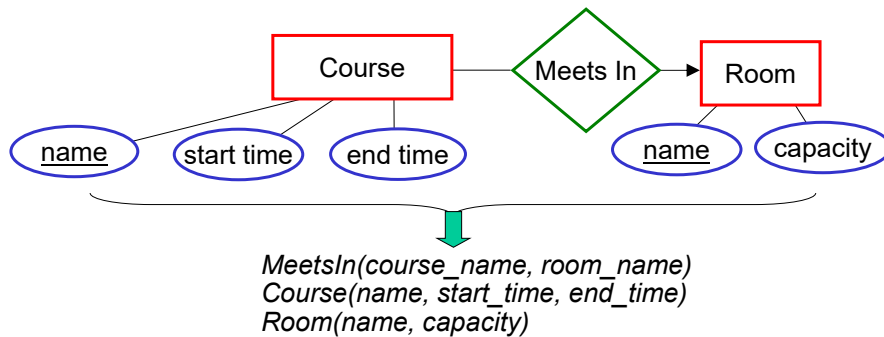 Course
Meets In
Room
name
start time
end time
name
capacity
MeetsIn(course_name, room_name)
Course(name, start_time, end_time)
Room(name, capacity)